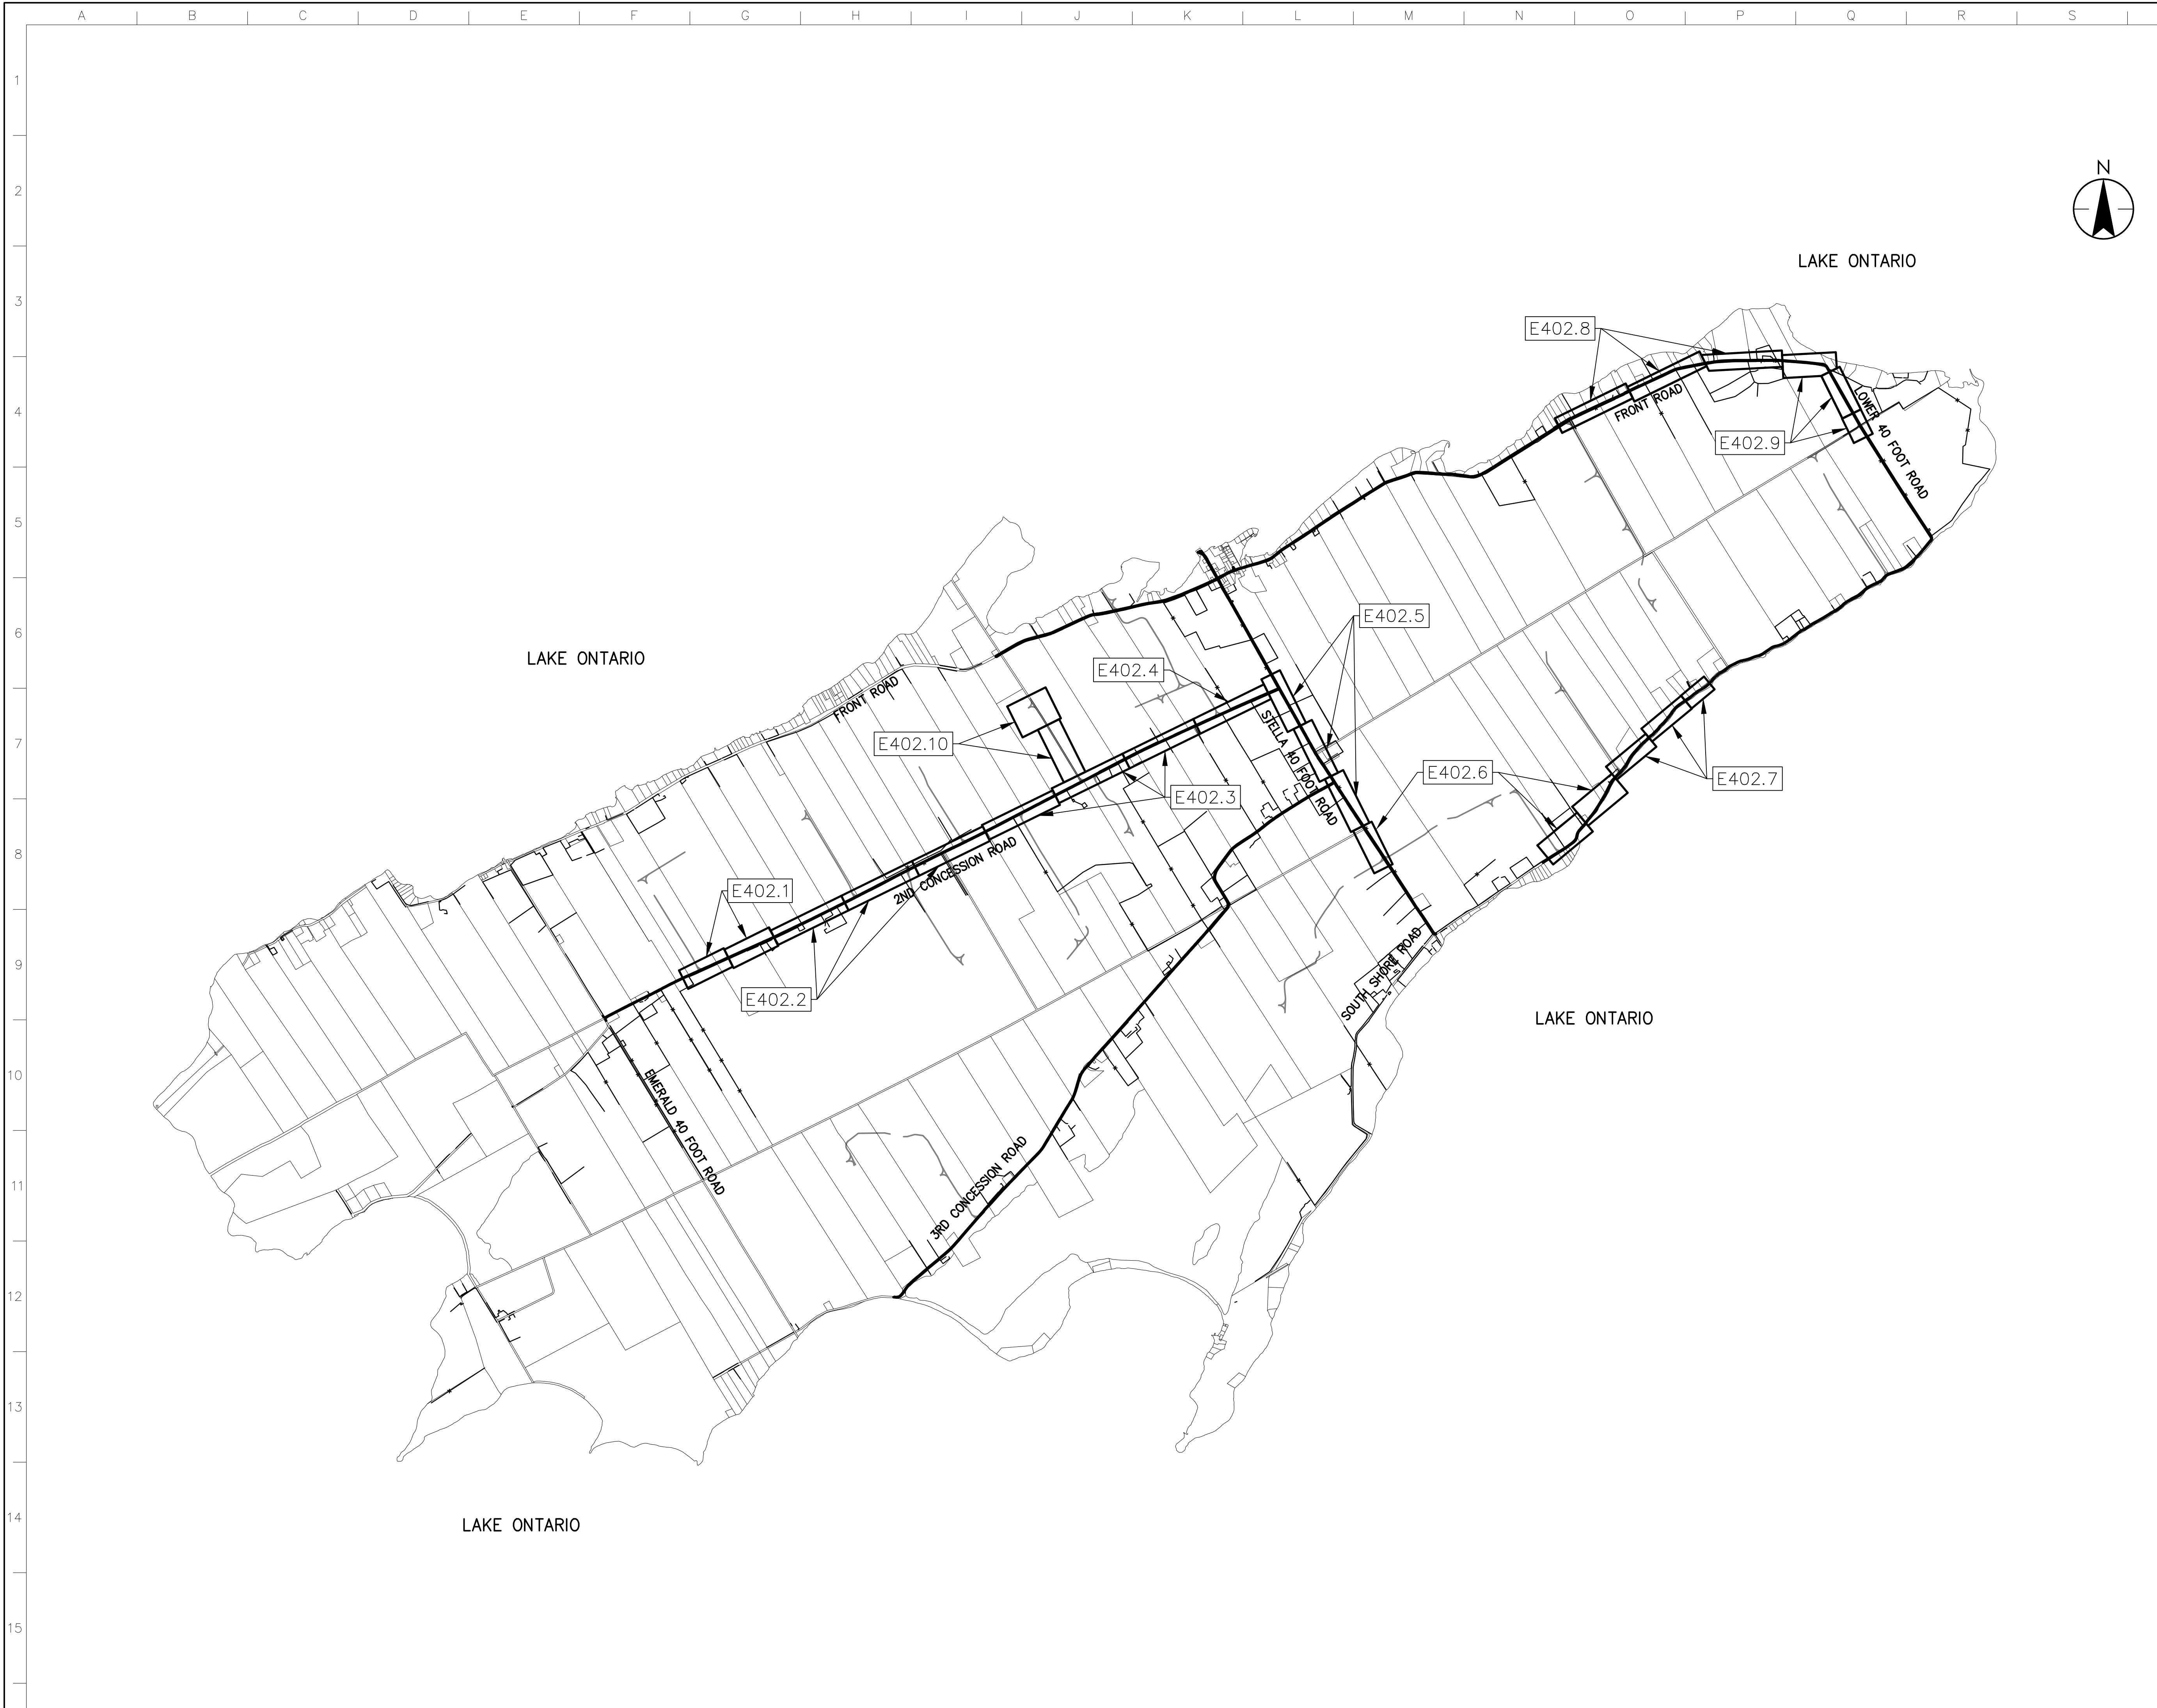 A B C D E F G H I J K L M N O P Q R S
1
2
N
LAKE ONTARIO
3
E402.8
FRONT ROAD
4
LOWER 40 FOOT ROAD
E402.9
5
6
E402.5
LAKE ONTARIO
E402.4
FRONT ROAD
7
E402.10
STELLA 40 FOOT ROAD
E402.6
E402.7
E402.3
8
2ND CONCESSION ROAD
E402.1
9
E402.2
SOUTH SHORE ROAD
LAKE ONTARIO
10
EMERALD 40 FOOT ROAD
11
3RD CONCESSION ROAD
12
13
14
LAKE ONTARIO
15